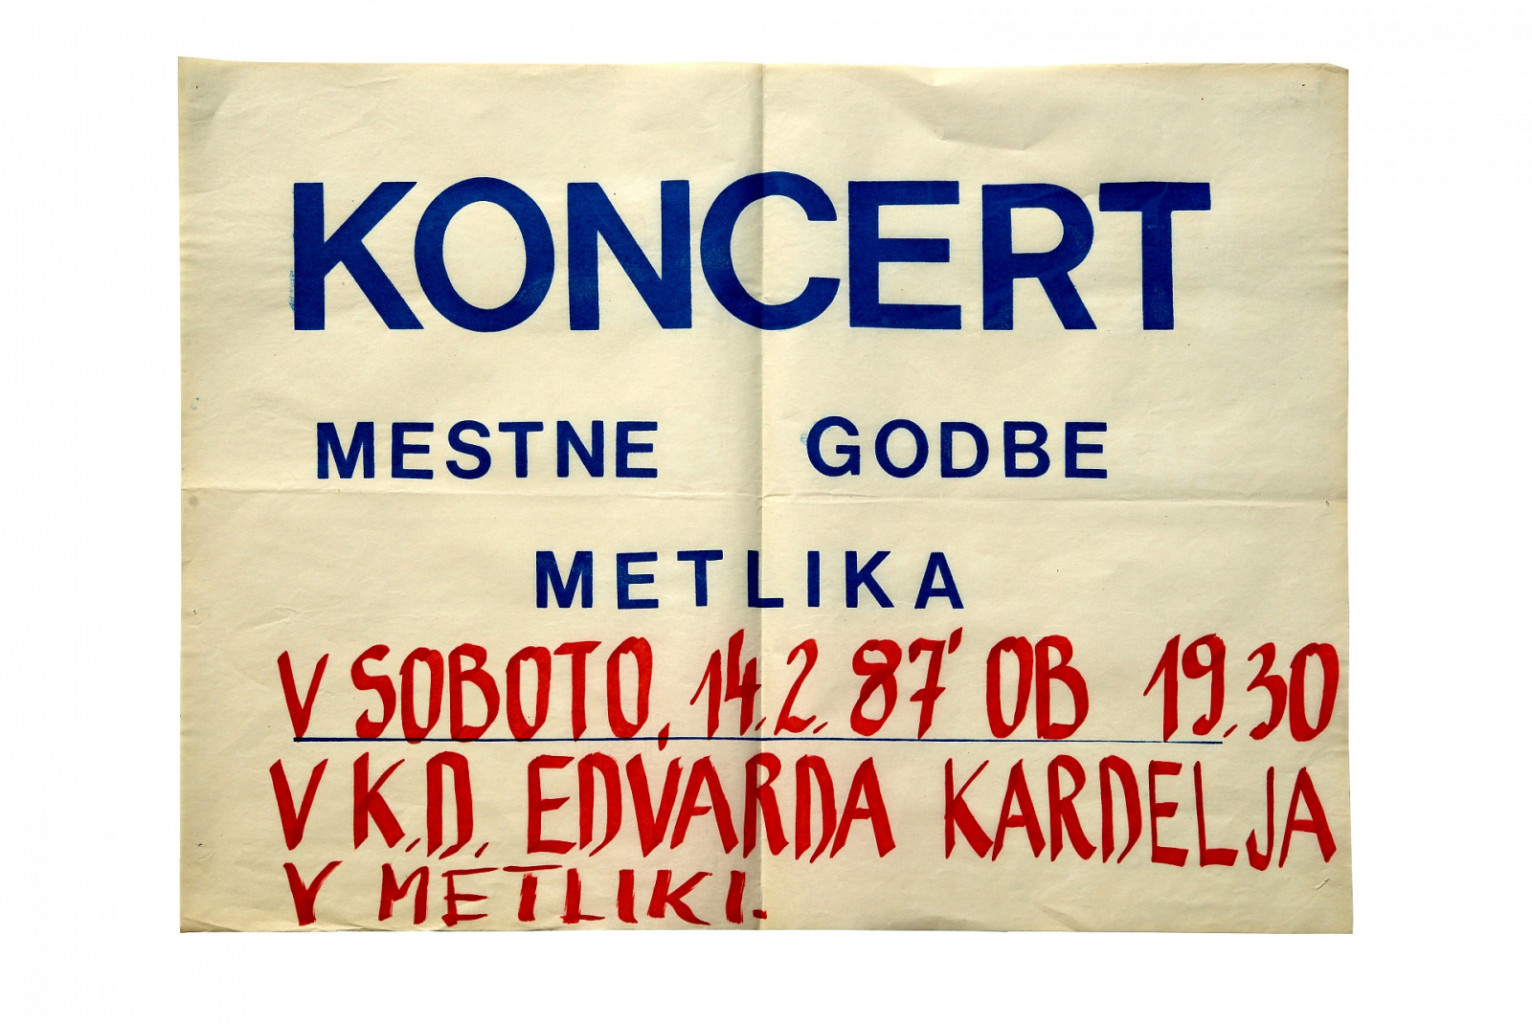 KONCERT
MESTNE GODBE
METLIKA
V SOBOTO, 14.2.87' OB 19.30
V K.D. EDVARDA KARDELJA
V METLIKI.